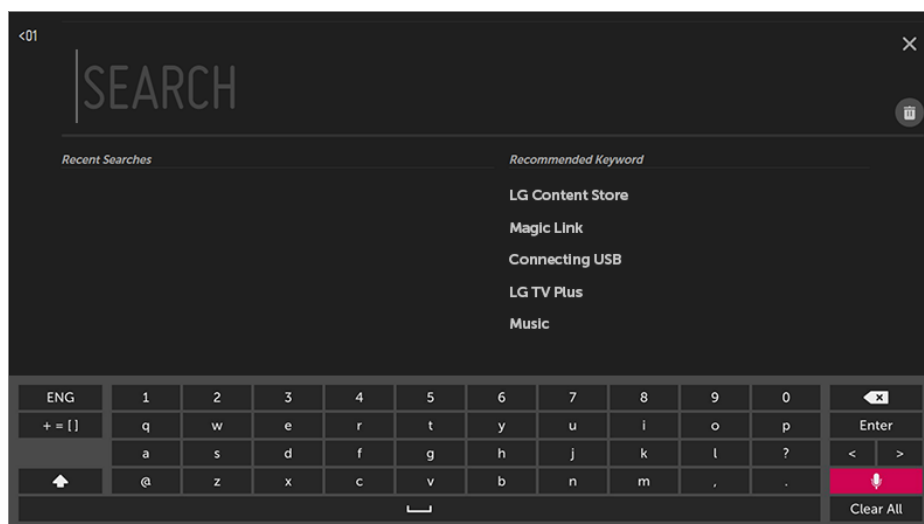 <01
SEARCH
Recent Searches
Recommended Keyword
LG Content Store
Magic Link
Connecting USB
LG TV Plus
Music
ENG 1 2 3 4 5 6 7 8 9 0
+ = [ ] q w e r t y u i o p Enter
a s d f g h j k l ? < >
@ z x c v b n m , .
Clear All